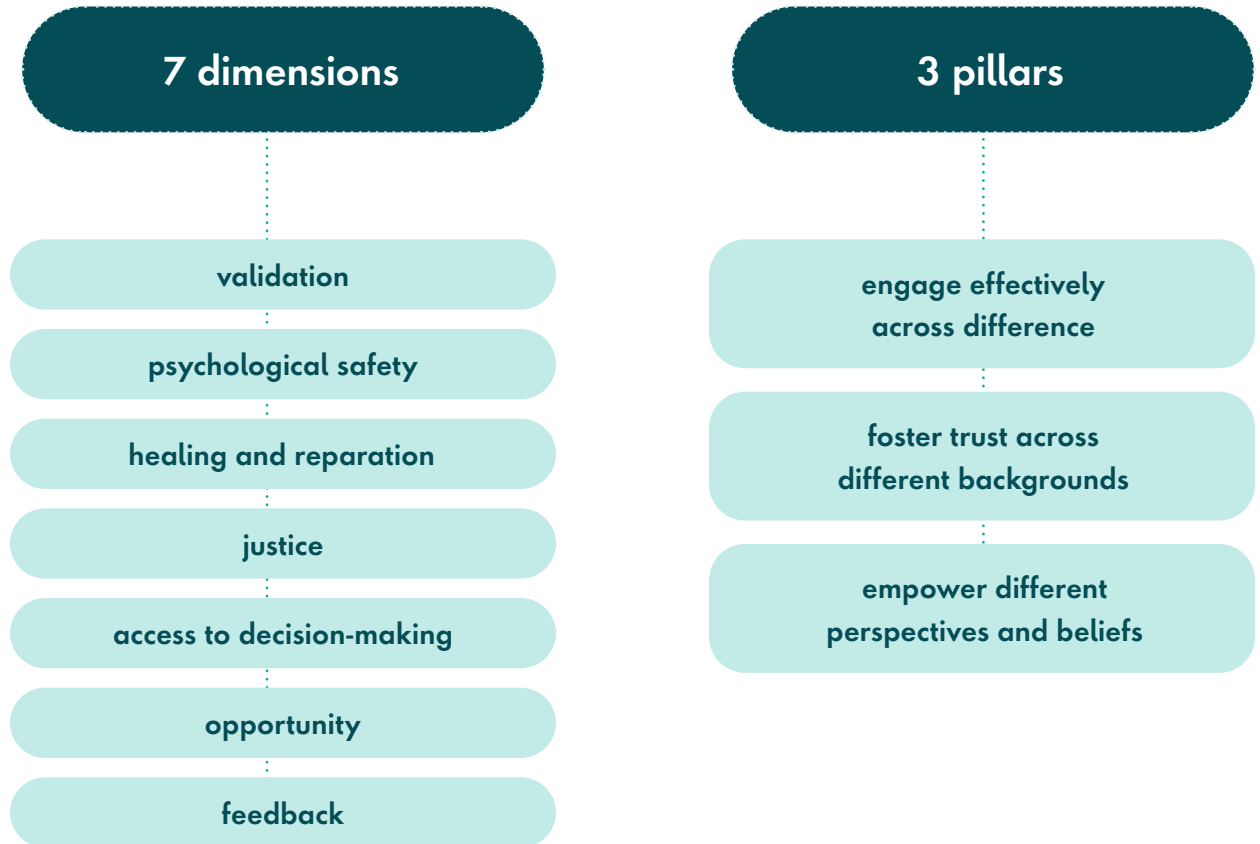 7 dimensions
validation
psychological safety
healing and reparation
justice
access to decision-making
opportunity
feedback
3 pillars
engage effectively
across difference
foster trust across
different backgrounds
empower different
perspectives and beliefs